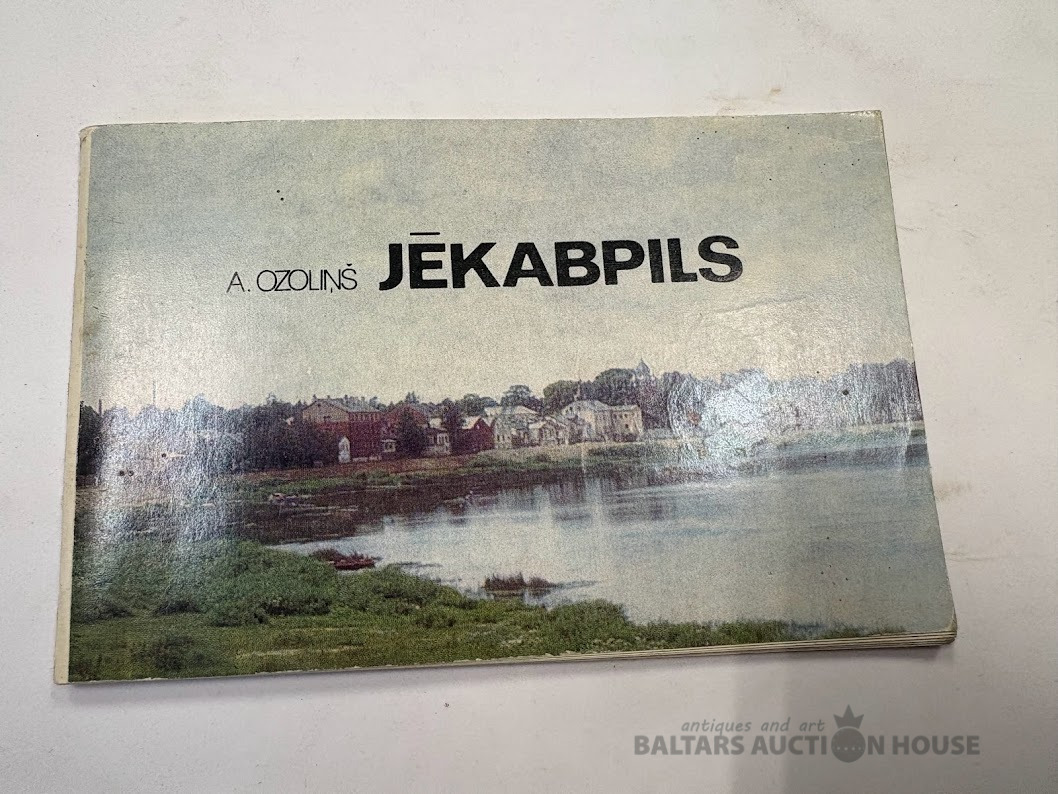 A. OZOLIŅŠ JĒKABPILS
antiques and art
BALTARS AUCTION HOUSE